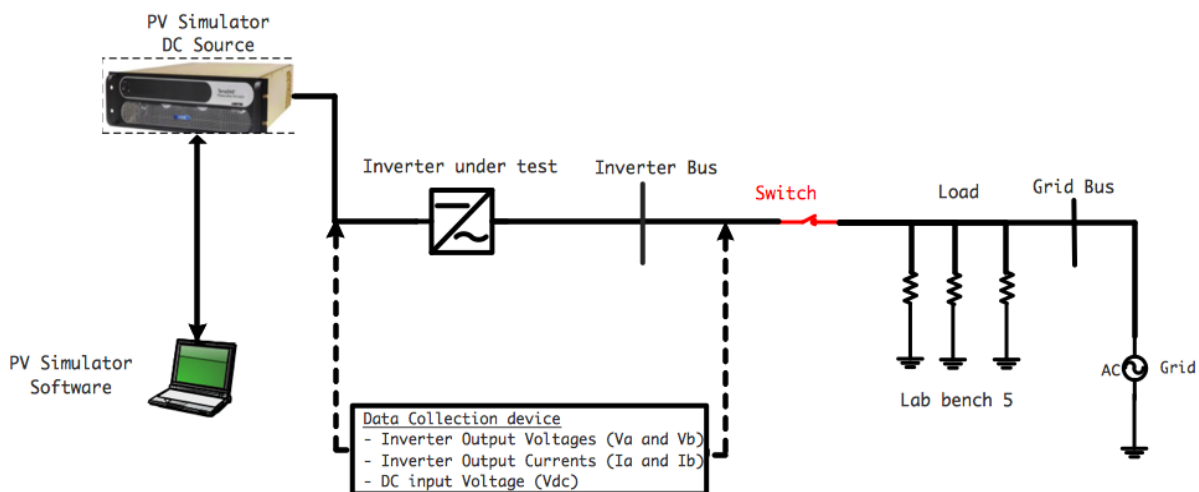 PV Simulator
DC Source
Inverter under test
Inverter Bus
Switch
Load
Grid Bus
PV Simulator
Software
Lab bench 5
AC
Grid
Data Collection device
- Inverter Output Voltages (Va and Vb)
- Inverter Output Currents (Ia and Ib)
- DC input Voltage (Vdc)